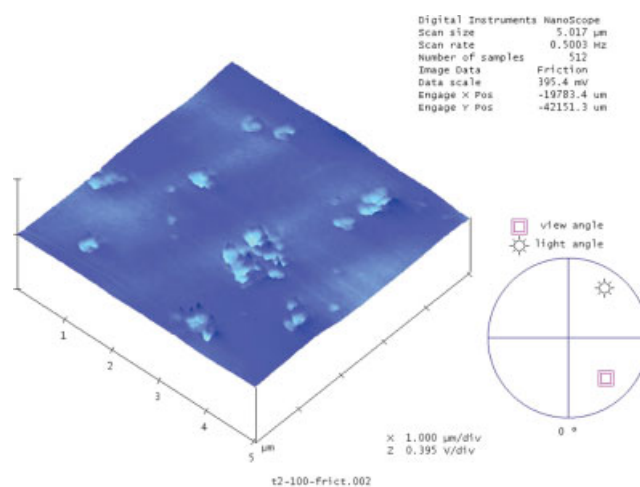 Digital Instruments NanoScope
Scan size 5.017 µm
Scan rate 0.5003 Hz
Number of samples 512
Image Data Friction
Data scale 395.4 mV
Engage X Pos -19783.4 um
Engage Y Pos -42151.3 um
view angle
light angle
1
2
3
4
5 µm
0 °
X 1.000 µm/div
Z 0.395 V/div
t2-100-frict.002